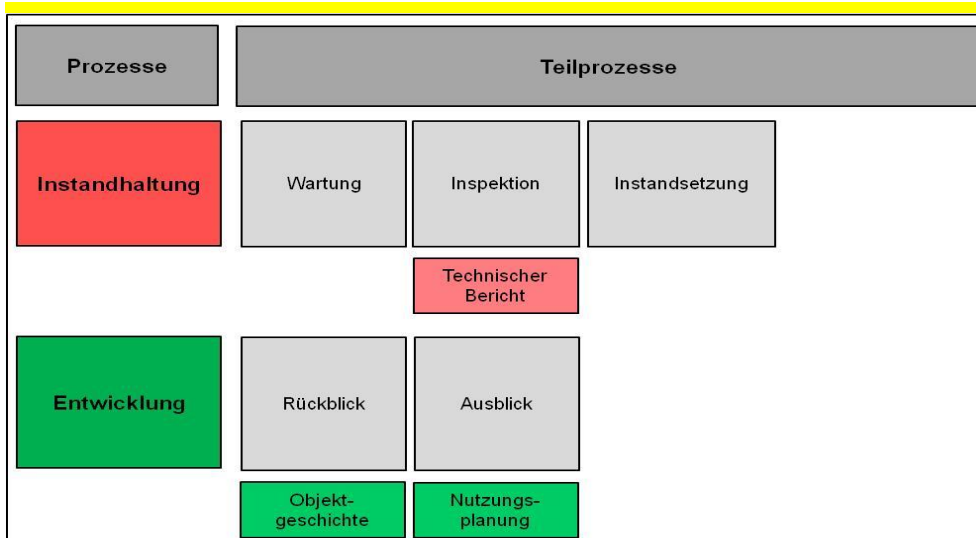 Prozesse
Teilprozesse
Instandhaltung
Wartung
Inspektion
Instandsetzung
Technischer
Bericht
Entwicklung
Rückblick
Ausblick
Objekt-
geschichte
Nutzungs-
planung